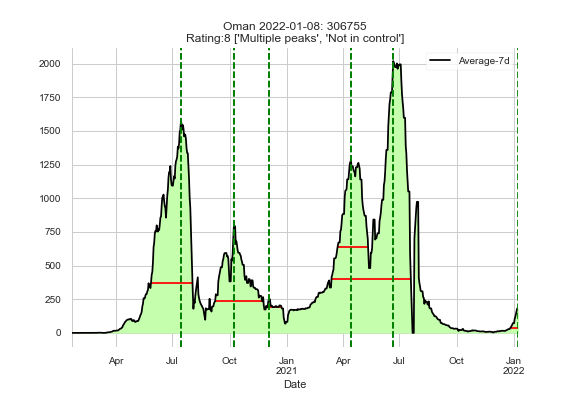 Oman 2022-01-08: 306755
Rating:8 ['Multiple peaks', 'Not in control']
Average-7d
2000
1750
1500
1250
1000
750
500
250
0
Apr
Jul
Oct
Jan
2021
Apr
Jul
Oct
Jan
2022
Date